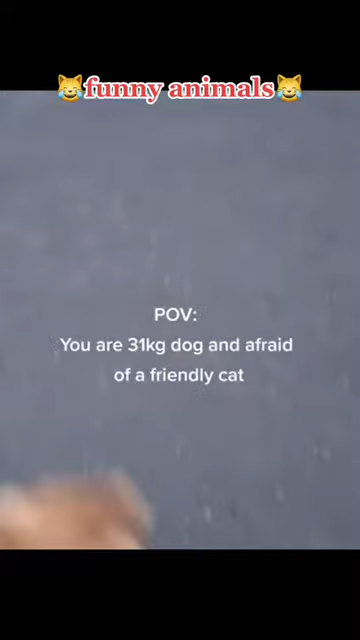 😹funny animals😹
POV:
You are 31kg dog and afraid
of a friendly cat